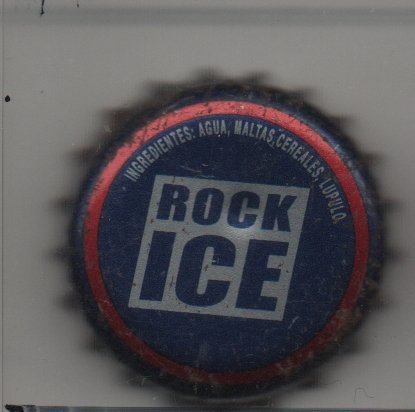 INGREDIENTES: AGUA, MALTAS, CEREALES, LUPULO
ROCK
ICE